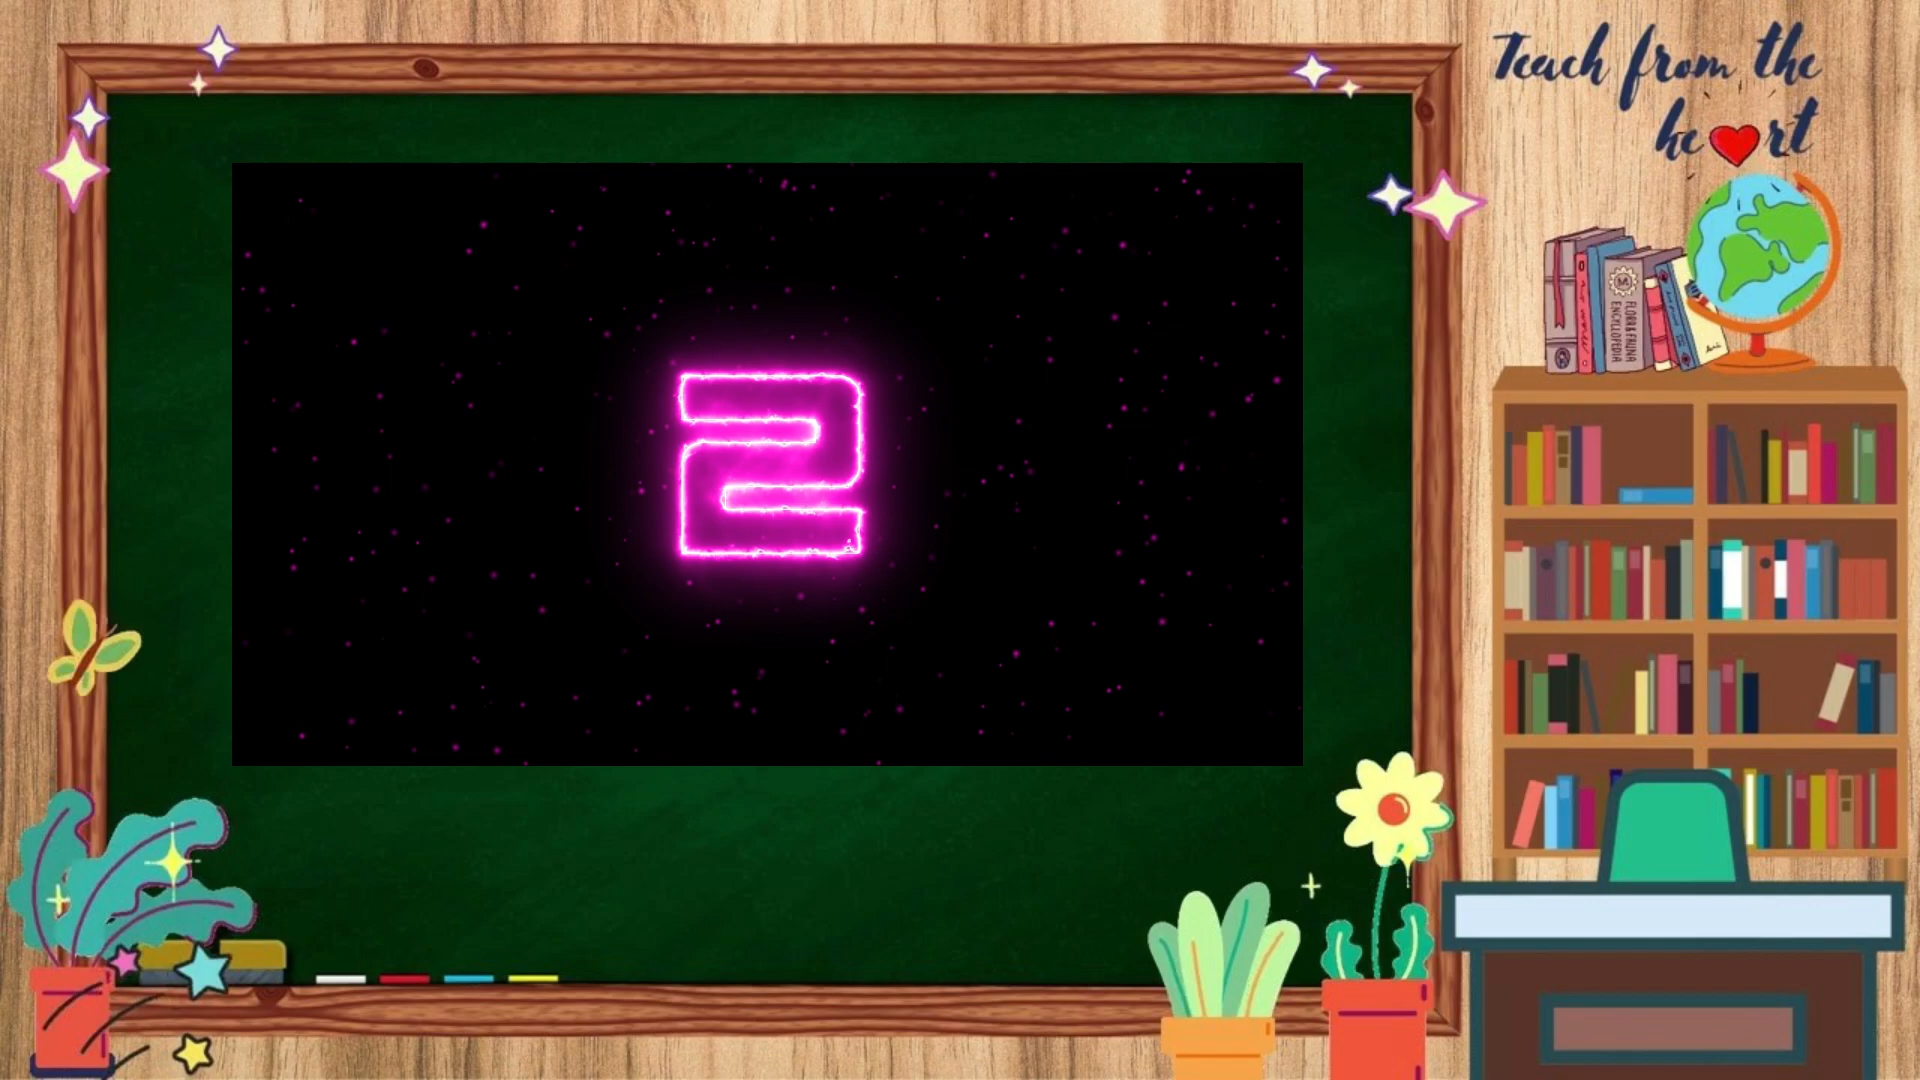 Teach from the
heart
2
FLORA & FAUNA
ENCYCLOPEDIA